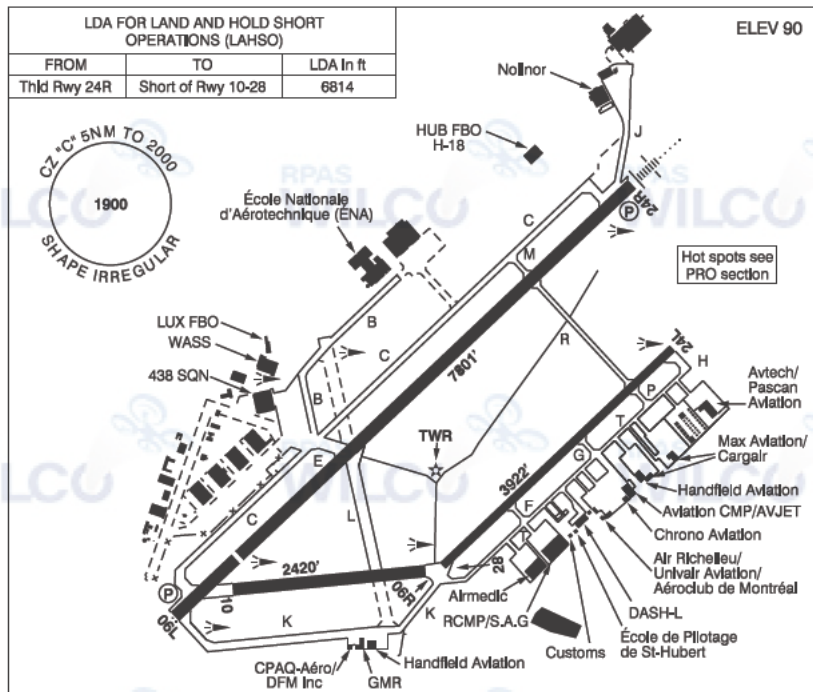 LDA FOR LAND AND HOLD SHORT
OPERATIONS (LAHSO)
FROM TO LDA in ft
Thld Rwy 24R Short of Rwy 10-28 6814
ELEV 90
CZ "C" 5NM TO 2000
1900
SHAPE IRREGULAR
Nolinor
HUB FBO
H-18
J
RPAS
WILCO
RPAS
WILCO
École Nationale
d'Aérotechnique (ÉNA)
C
M
24R
P
Hot spots see
PRO section
LUX FBO
WASS
438 SQN
B
C
B
7801'
R
24L
H
P
Avtech/
Pascan
Aviation
TWR
T
G
3922'
Max Aviation/
Cargair
Handfield Aviation
Aviation CMP/AVJET
Chrono Aviation
Air Richelieu/
Univair Aviation/
Aéroclub de Montréal
E
C
L
F
2420'
28
10
06R
P
06L
K
K
Airmedic
RCMP/S.A.G
DASH-L
École de Pilotage
de St-Hubert
Customs
CPAQ-Aéro/
DFM Inc
GMR
Handfield Aviation